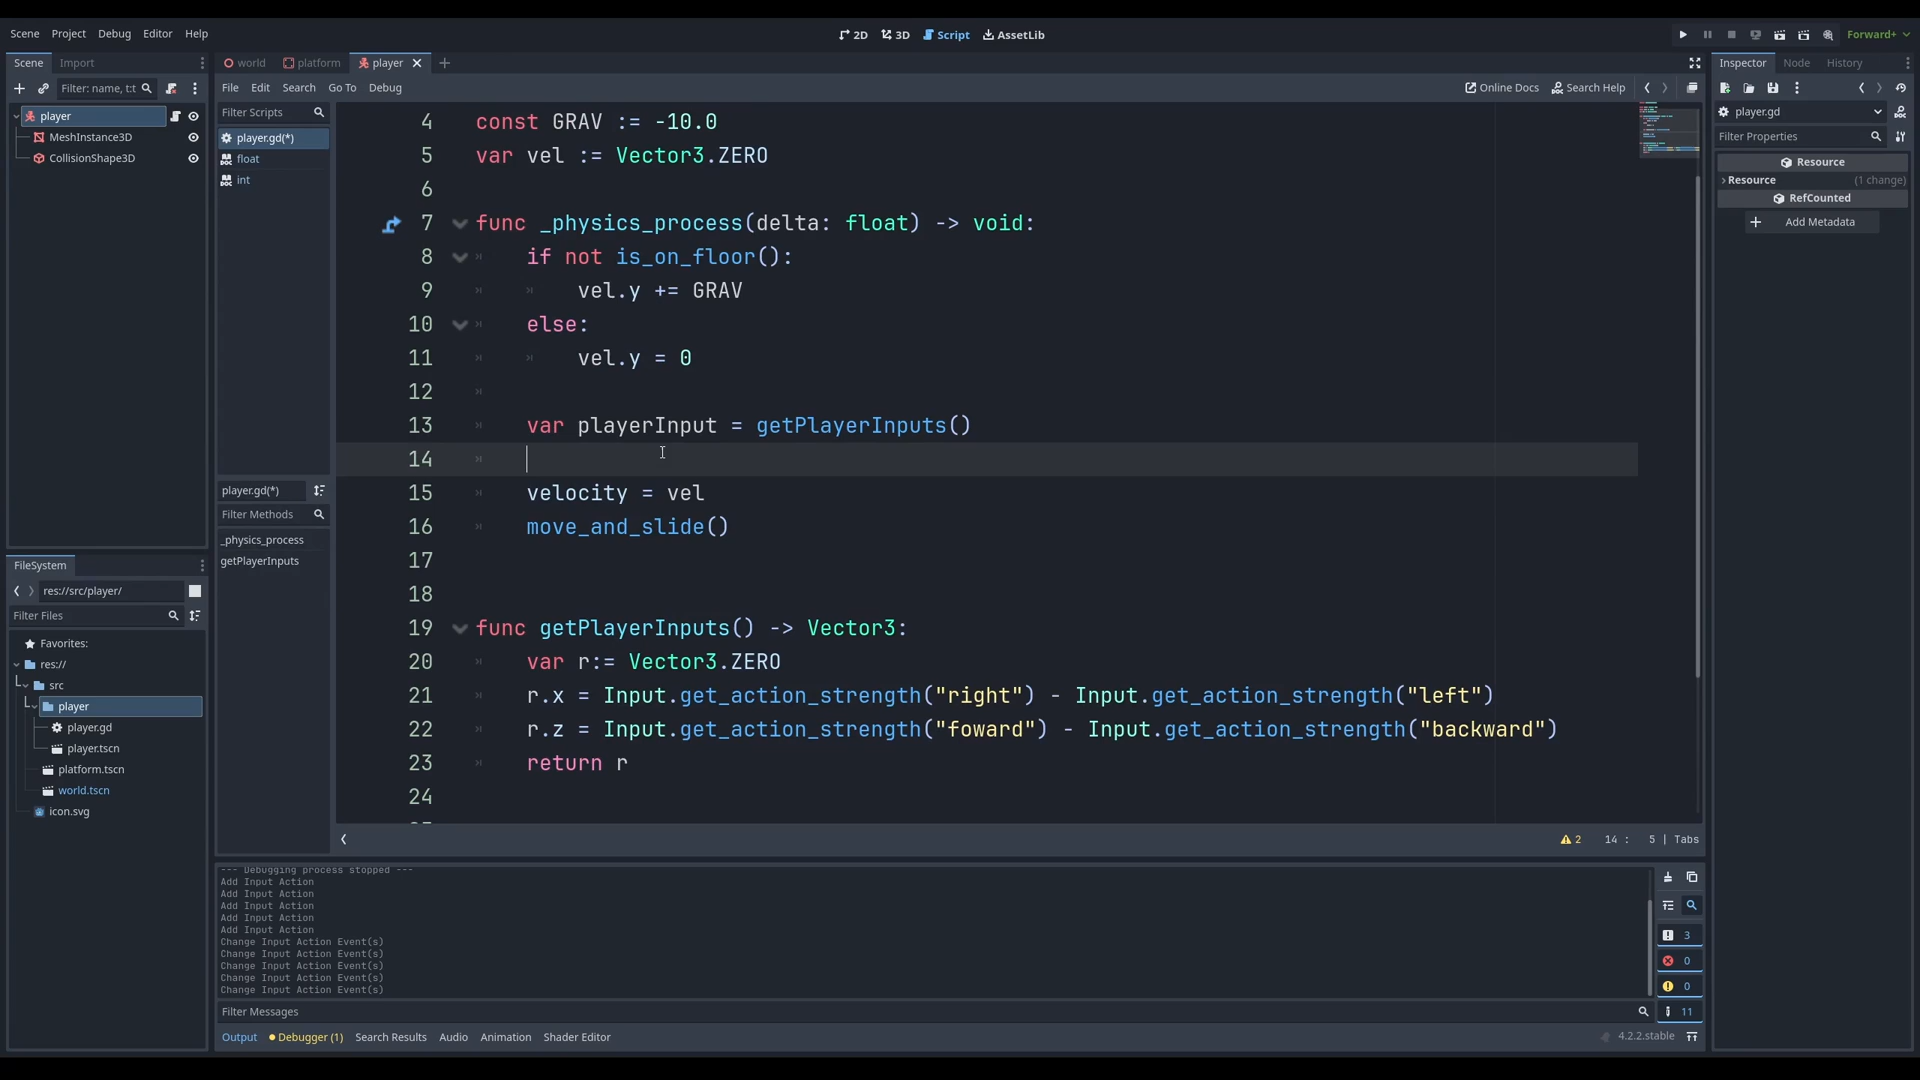 Scene Project Debug Editor Help
2D 3D Script AssetLib
Forward+
Scene Import
world platform player
Inspector Node History
Filter: name, t:t
File Edit Search Go To Debug
Online Docs Search Help
player
MeshInstance3D
CollisionShape3D
Filter Scripts
player.gd(*)
float
int
player.gd(*)
Filter Methods
_physics_process
getPlayerInputs
4 const GRAV := -10.0
5 var vel := Vector3.ZERO
6
7 func _physics_process(delta: float) -> void:
8 if not is_on_floor():
9 vel.y += GRAV
10 else:
11 vel.y = 0
12
13 var playerInput = getPlayerInputs()
14
15 velocity = vel
16 move_and_slide()
17
18
19 func getPlayerInputs() -> Vector3:
20 var r:= Vector3.ZERO
21 r.x = Input.get_action_strength("right") - Input.get_action_strength("left")
22 r.z = Input.get_action_strength("foward") - Input.get_action_strength("backward")
23 return r
24
2 14 : 5 | Tabs
player.gd
Filter Properties
Resource
Resource (1 change)
RefCounted
Add Metadata
FileSystem
res://src/player/
Filter Files
Favorites:
res://
src
player
player.gd
player.tscn
platform.tscn
world.tscn
icon.svg
--- Debugging process stopped ---
Add Input Action
Add Input Action
Add Input Action
Add Input Action
Add Input Action
Change Input Action Event(s)
Change Input Action Event(s)
Change Input Action Event(s)
Change Input Action Event(s)
Change Input Action Event(s)
3
0
0
11
Filter Messages
Output Debugger (1) Search Results Audio Animation Shader Editor
4.2.2.stable